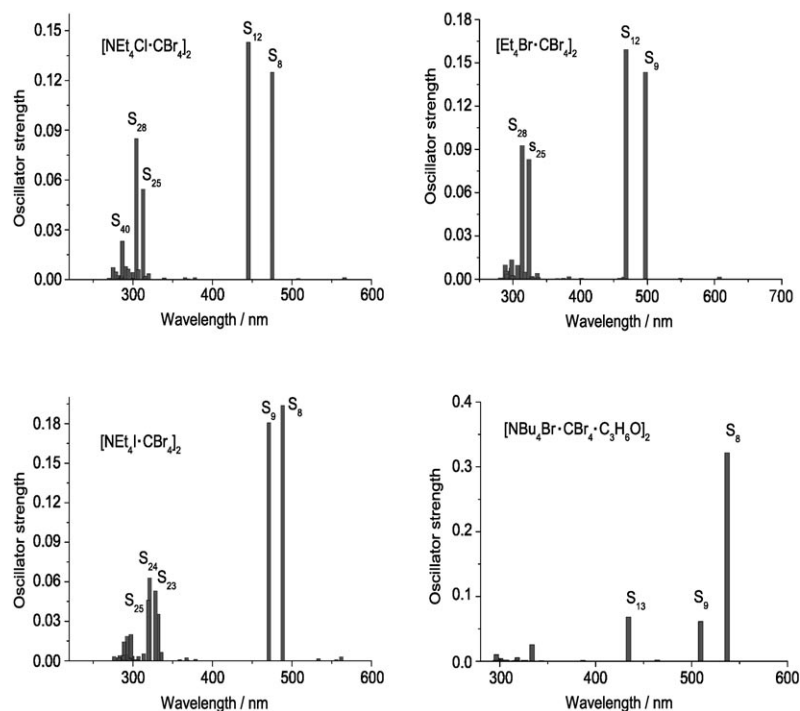 [NEt₄Cl·CBr₄]₂
S₁₂
S₈
S₂₈
S₂₅
S₄₀
0.15
0.12
0.09
0.06
0.03
0.00
Oscillator strength
300
400
500
600
Wavelength / nm
[Et₄Br·CBr₄]₂
S₁₂
S₉
S₂₈
s₂₅
0.18
0.15
0.12
0.09
0.06
0.03
0.00
Oscillator strength
300
400
500
600
700
Wavelength / nm
[NEt₄I·CBr₄]₂
S₉
S₈
S₂₄
S₂₃
S₂₅
0.18
0.15
0.12
0.09
0.06
0.03
0.00
Oscillator strength
300
400
500
600
Wavelength / nm
[NBu₄Br·CBr₄·C₃H₆O]₂
S₈
S₁₃
S₉
0.4
0.3
0.2
0.1
0.0
Oscillator strength
300
400
500
600
Wavelength / nm